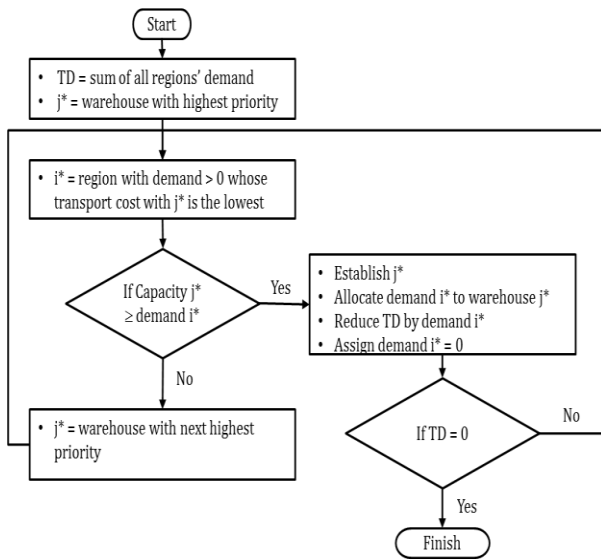 Start
• TD = sum of all regions' demand
• j* = warehouse with highest priority
• i* = region with demand > 0 whose
transport cost with j* is the lowest
If Capacity j*
≥ demand i*
Yes
• Establish j*
• Allocate demand i* to warehouse j*
• Reduce TD by demand i*
• Assign demand i* = 0
No
• j* = warehouse with next highest
priority
If TD = 0
No
Yes
Finish